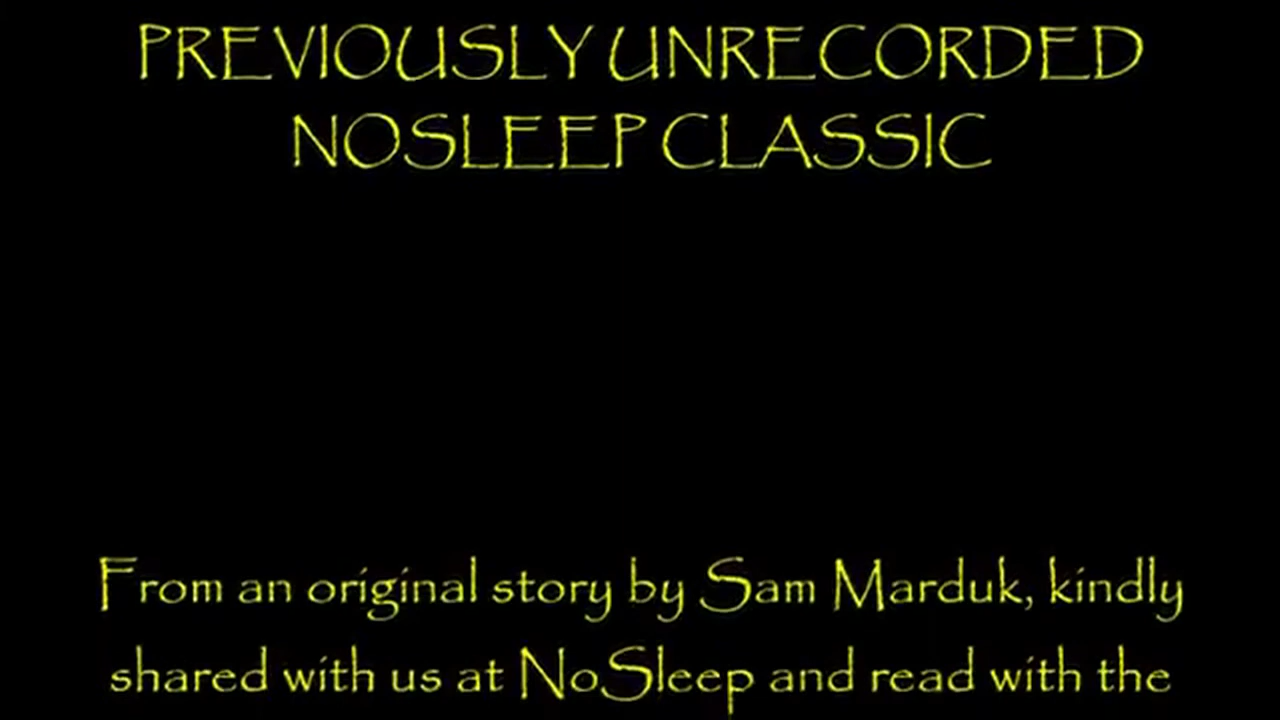 PREVIOUSLY UNRECORDED
NOSLEEP CLASSIC
From an original story by Sam Marduk, kindly
shared with us at NoSleep and read with the